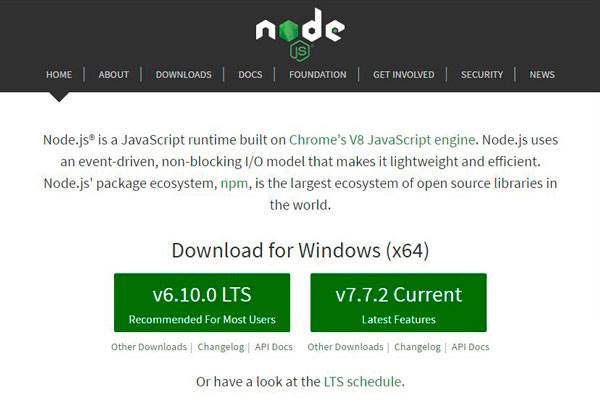 node
JS
HOME | ABOUT | DOWNLOADS | DOCS | FOUNDATION | GET INVOLVED | SECURITY | NEWS
Node.js® is a JavaScript runtime built on Chrome's V8 JavaScript engine. Node.js uses
an event-driven, non-blocking I/O model that makes it lightweight and efficient.
Node.js' package ecosystem, npm, is the largest ecosystem of open source libraries in
the world.
Download for Windows (x64)
v6.10.0 LTS
Recommended For Most Users
v7.7.2 Current
Latest Features
Other Downloads | Changelog | API Docs
Other Downloads | Changelog | API Docs
Or have a look at the LTS schedule.